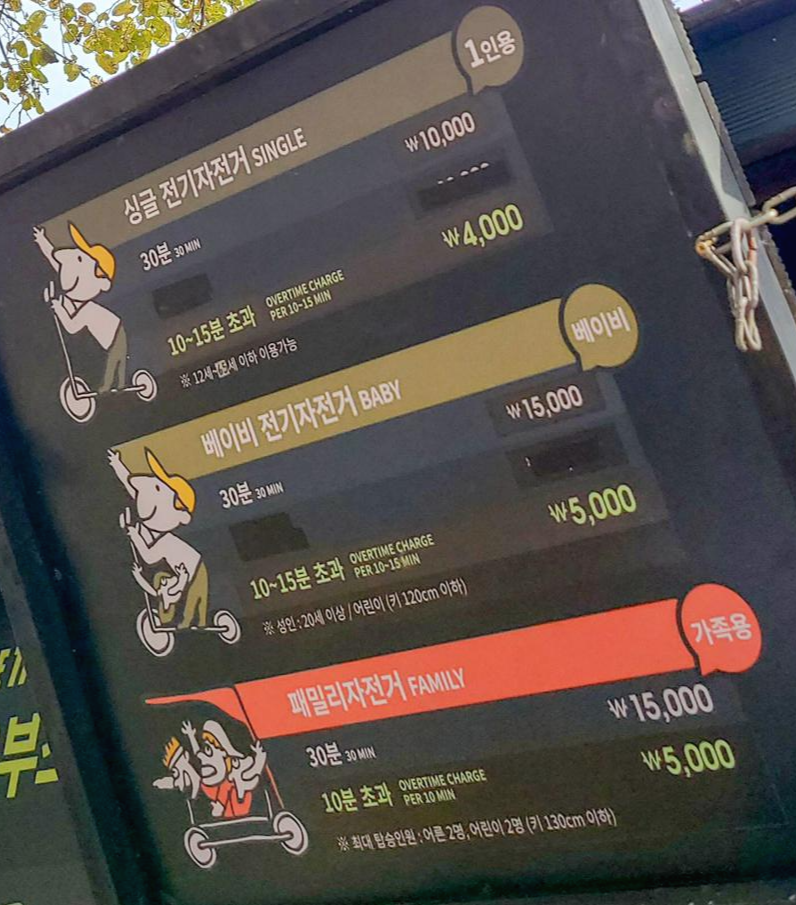 1인용
싱글 전기자전거 SINGLE
30분 30 MIN ₩10,000
10~15분 초과 OVERTIME CHARGE PER 10~15 MIN ₩4,000
이하 이용가능
베이비
베이비 전기자전거 BABY
30분 30 MIN ₩15,000
10~15분 초과 OVERTIME CHARGE PER 10~15 MIN ₩5,000
※ 성인 : 20세 이상 / 어린이 (키 120cm 이하)
가족용
패밀리자전거 FAMILY
30분 30 MIN ₩15,000
10분 초과 OVERTIME CHARGE PER 10 MIN ₩5,000
※ 최대 탑승인원 : 어른 2명, 어린이 2명 (키 130cm 이하)